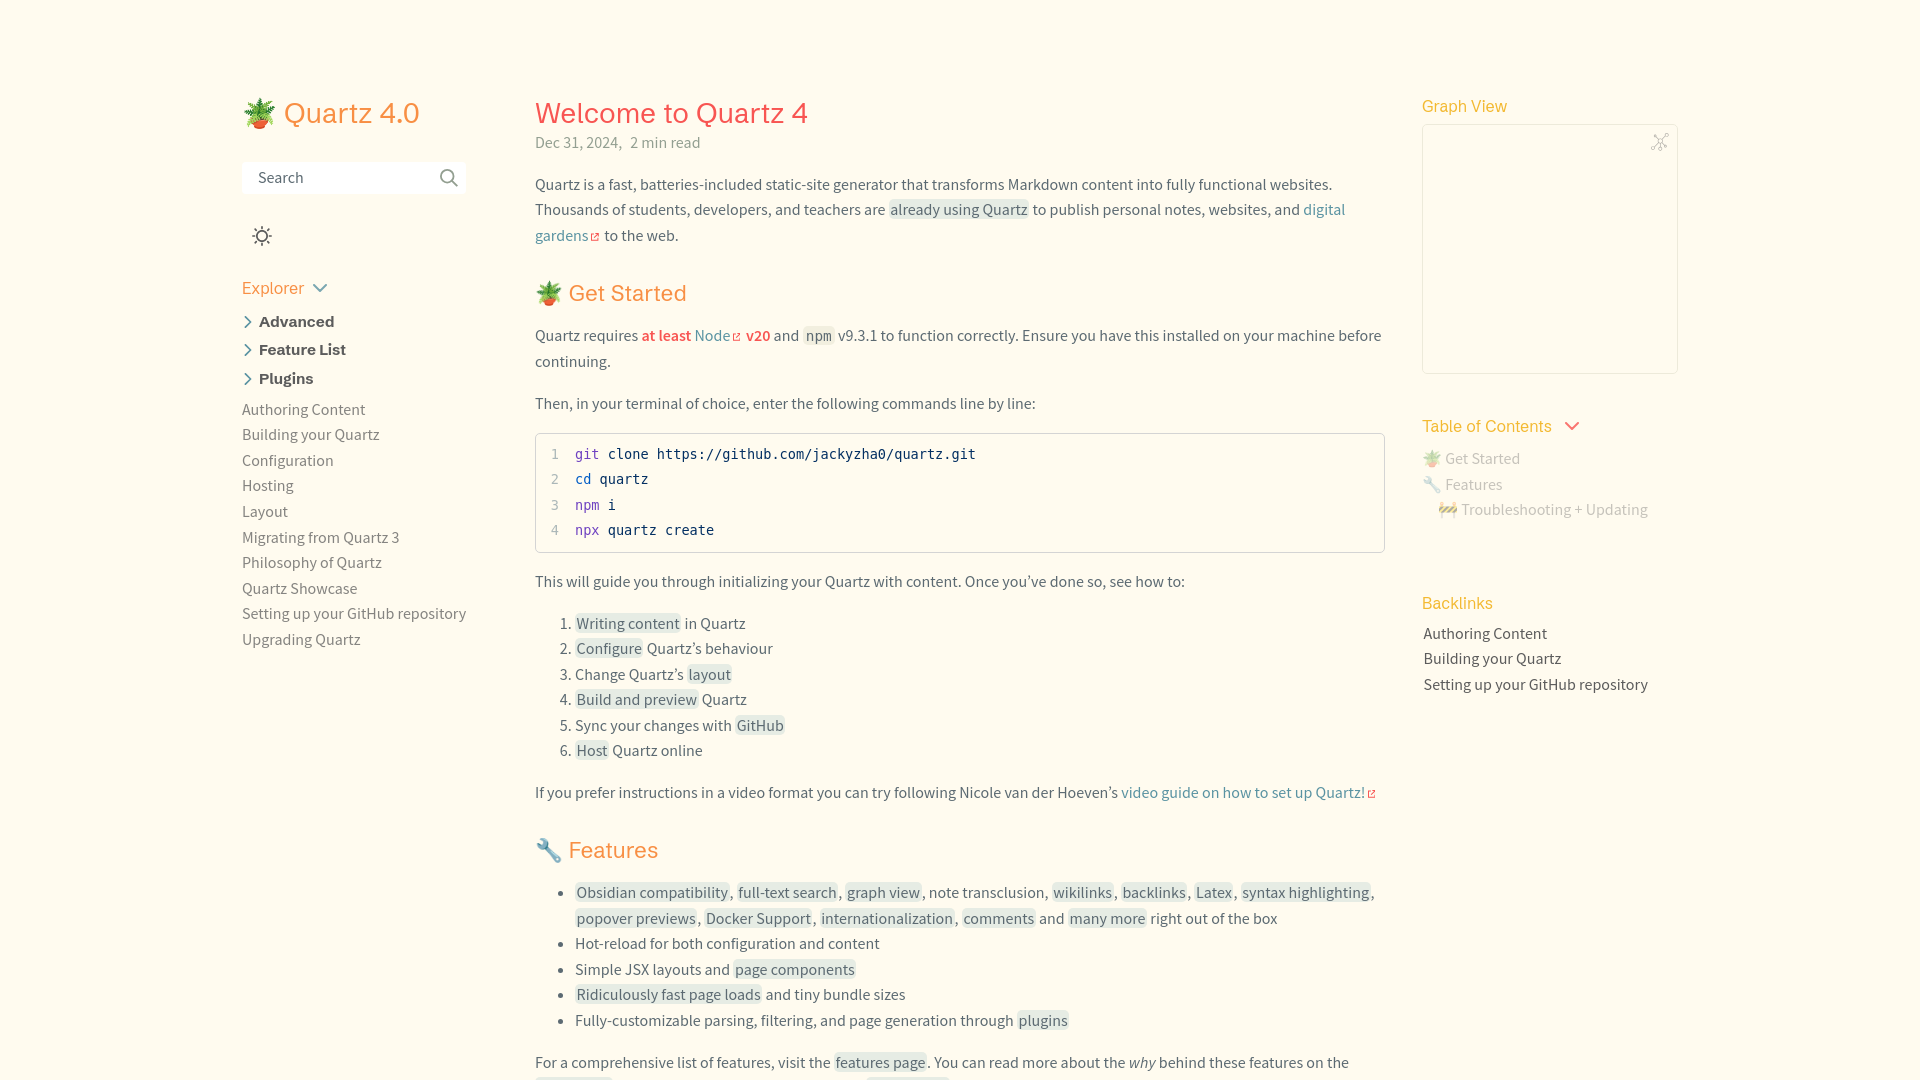 🪴 Quartz 4.0
Search
Explorer
Advanced
Feature List
Plugins
Authoring Content
Building your Quartz
Configuration
Hosting
Layout
Migrating from Quartz 3
Philosophy of Quartz
Quartz Showcase
Setting up your GitHub repository
Upgrading Quartz
Welcome to Quartz 4
Dec 31, 2024, 2 min read
Quartz is a fast, batteries-included static-site generator that transforms Markdown content into fully functional websites.
Thousands of students, developers, and teachers are already using Quartz to publish personal notes, websites, and digital
gardens to the web.
🪴 Get Started
Quartz requires at least Node v20 and npm v9.3.1 to function correctly. Ensure you have this installed on your machine before
continuing.
Then, in your terminal of choice, enter the following commands line by line:
1 git clone https://github.com/jackyzha0/quartz.git
2 cd quartz
3 npm i
4 npx quartz create
This will guide you through initializing your Quartz with content. Once you’ve done so, see how to:
1. Writing content in Quartz
2. Configure Quartz’s behaviour
3. Change Quartz’s layout
4. Build and preview Quartz
5. Sync your changes with GitHub
6. Host Quartz online
If you prefer instructions in a video format you can try following Nicole van der Hoeven’s video guide on how to set up Quartz!
🔧 Features
• Obsidian compatibility, full-text search, graph view, note transclusion, wikilinks, backlinks, Latex, syntax highlighting,
popover previews, Docker Support, internationalization, comments and many more right out of the box
• Hot-reload for both configuration and content
• Simple JSX layouts and page components
• Ridiculously fast page loads and tiny bundle sizes
• Fully-customizable parsing, filtering, and page generation through plugins
For a comprehensive list of features, visit the features page. You can read more about the why behind these features on the
Graph View
Table of Contents
🪴 Get Started
🔧 Features
🚧 Troubleshooting + Updating
Backlinks
Authoring Content
Building your Quartz
Setting up your GitHub repository